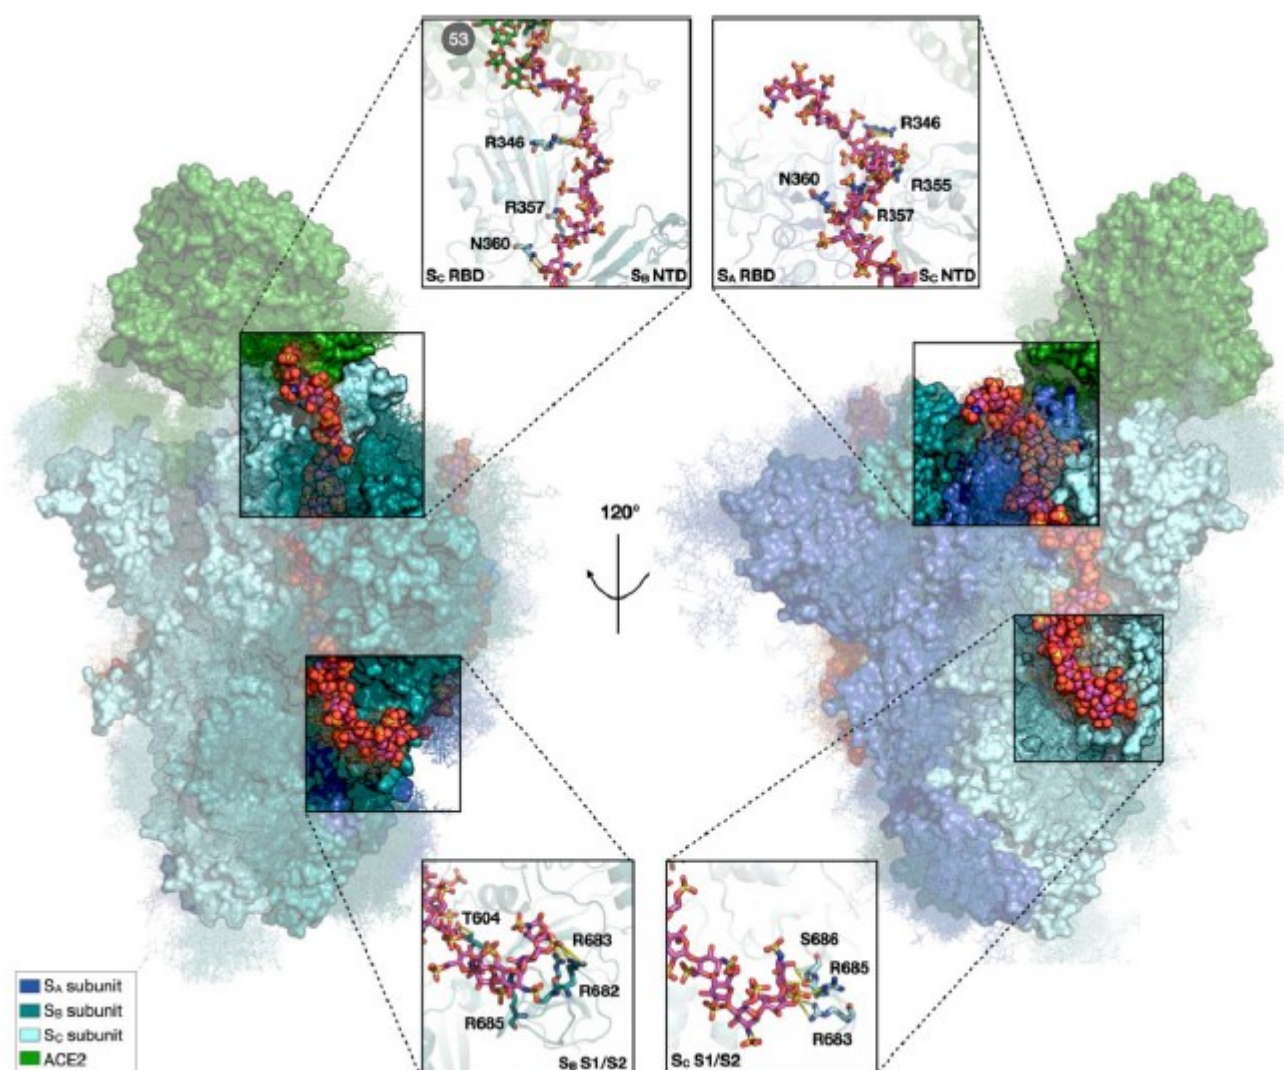 53
R346
R357
N360
Sc RBD
SB NTD
R346
N360
R355
R357
SA RBD
Sc NTD
120°
T604
R683
R682
R685
SB S1/S2
S686
R685
R683
Sc S1/S2
SA subunit
SB subunit
Sc subunit
ACE2